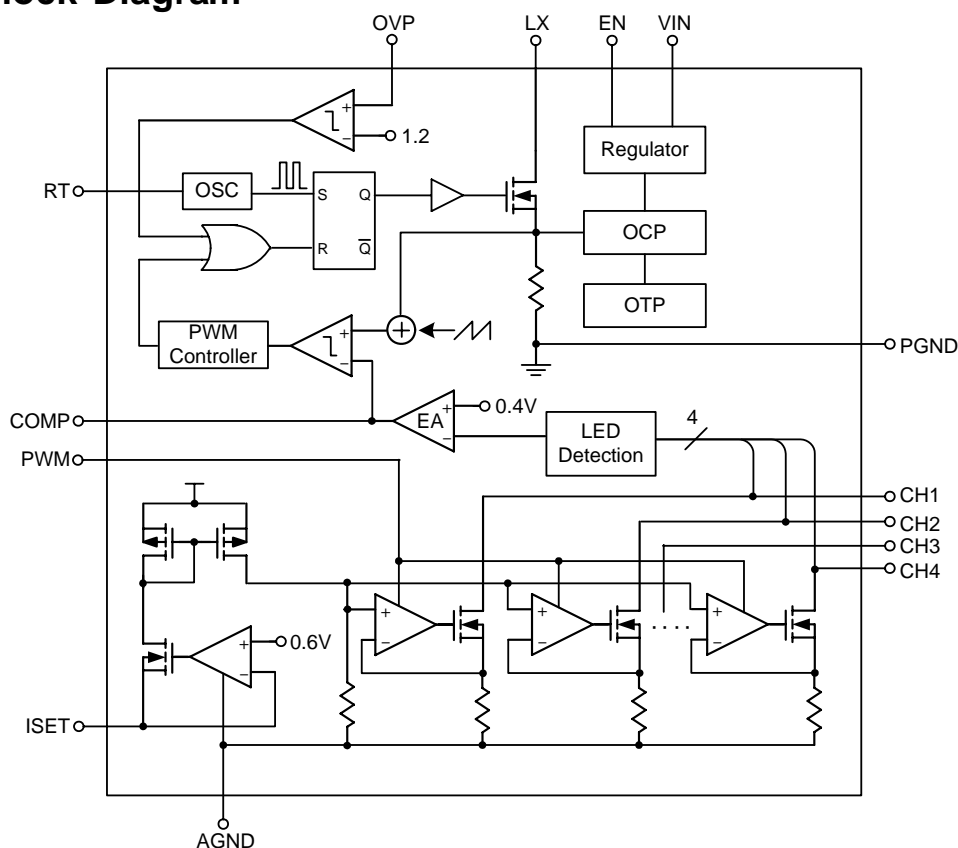 Block Diagram
OVP
LX
EN
VIN
+
−
1.2
Regulator
RT
OSC
S
Q
R
Q̅
OCP
OTP
PWM
Controller
+
−
+
PGND
COMP
EA
+
−
0.4V
LED
Detection
4
PWM
CH1
CH2
CH3
CH4
+
−
+
−
. . . .
+
−
+
−
0.6V
ISET
AGND